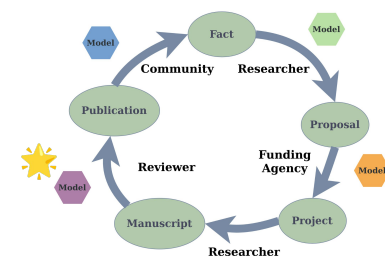 Fact
Model
Model
Community
Researcher
Publication
Proposal
Funding
Agency
Model
Reviewer
Model
Manuscript
Project
Researcher